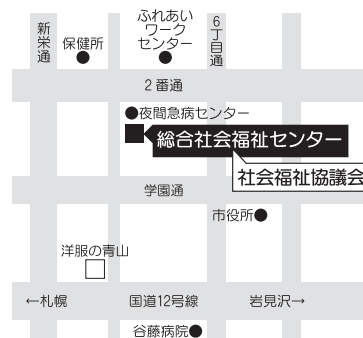 新栄通
保健所
ふれあい
ワーク
センター
6丁目通
2番通
夜間急病センター
総合社会福祉センター
社会福祉協議会
学園通
市役所
洋服の青山
←札幌
国道12号線
岩見沢→
谷藤病院